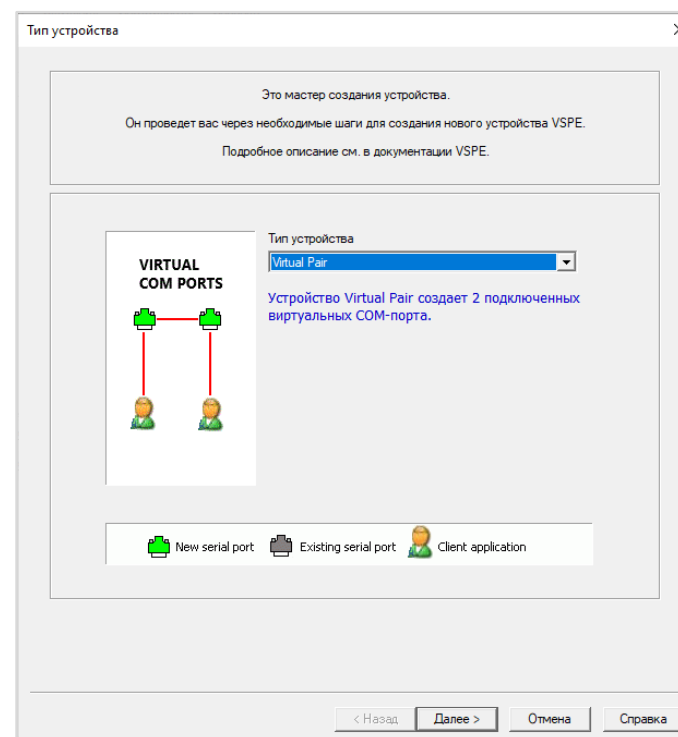 Тип устройства
Это мастер создания устройства.
Он проведет вас через необходимые шаги для создания нового устройства VSPE.
Подробное описание см. в документации VSPE.
VIRTUAL
COM PORTS
Тип устройства
Virtual Pair
Устройство Virtual Pair создает 2 подключенных
виртуальных COM-порта.
New serial port
Existing serial port
Client application
< Назад
Далее >
Отмена
Справка